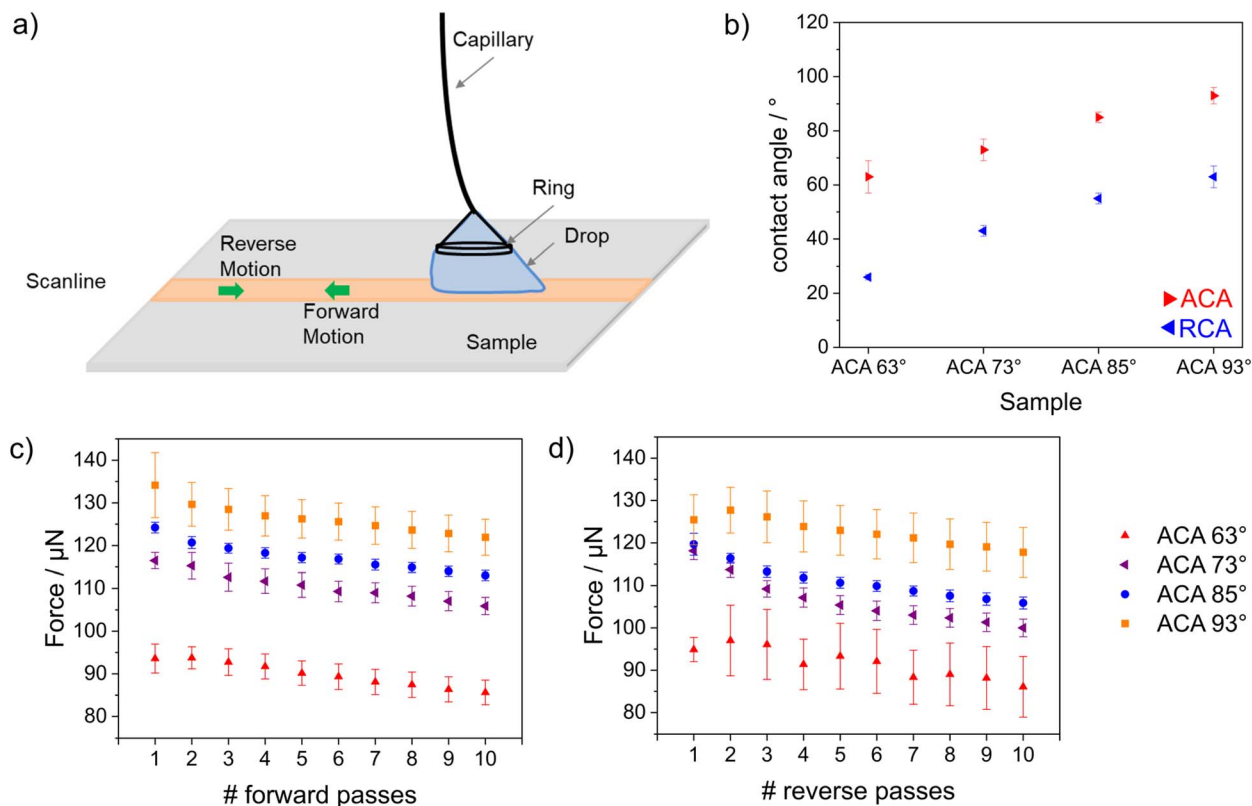 a)
Capillary
Ring
Drop
Reverse
Motion
Scanline
Forward
Motion
Sample
b)
120
100
80
60
40
20
0
contact angle / °
ACA
RCA
ACA 63° ACA 73° ACA 85° ACA 93°
Sample
c)
140
130
120
110
100
90
80
Force / µN
1 2 3 4 5 6 7 8 9 10
# forward passes
d)
140
130
120
110
100
90
80
Force / µN
1 2 3 4 5 6 7 8 9 10
# reverse passes
ACA 63°
ACA 73°
ACA 85°
ACA 93°